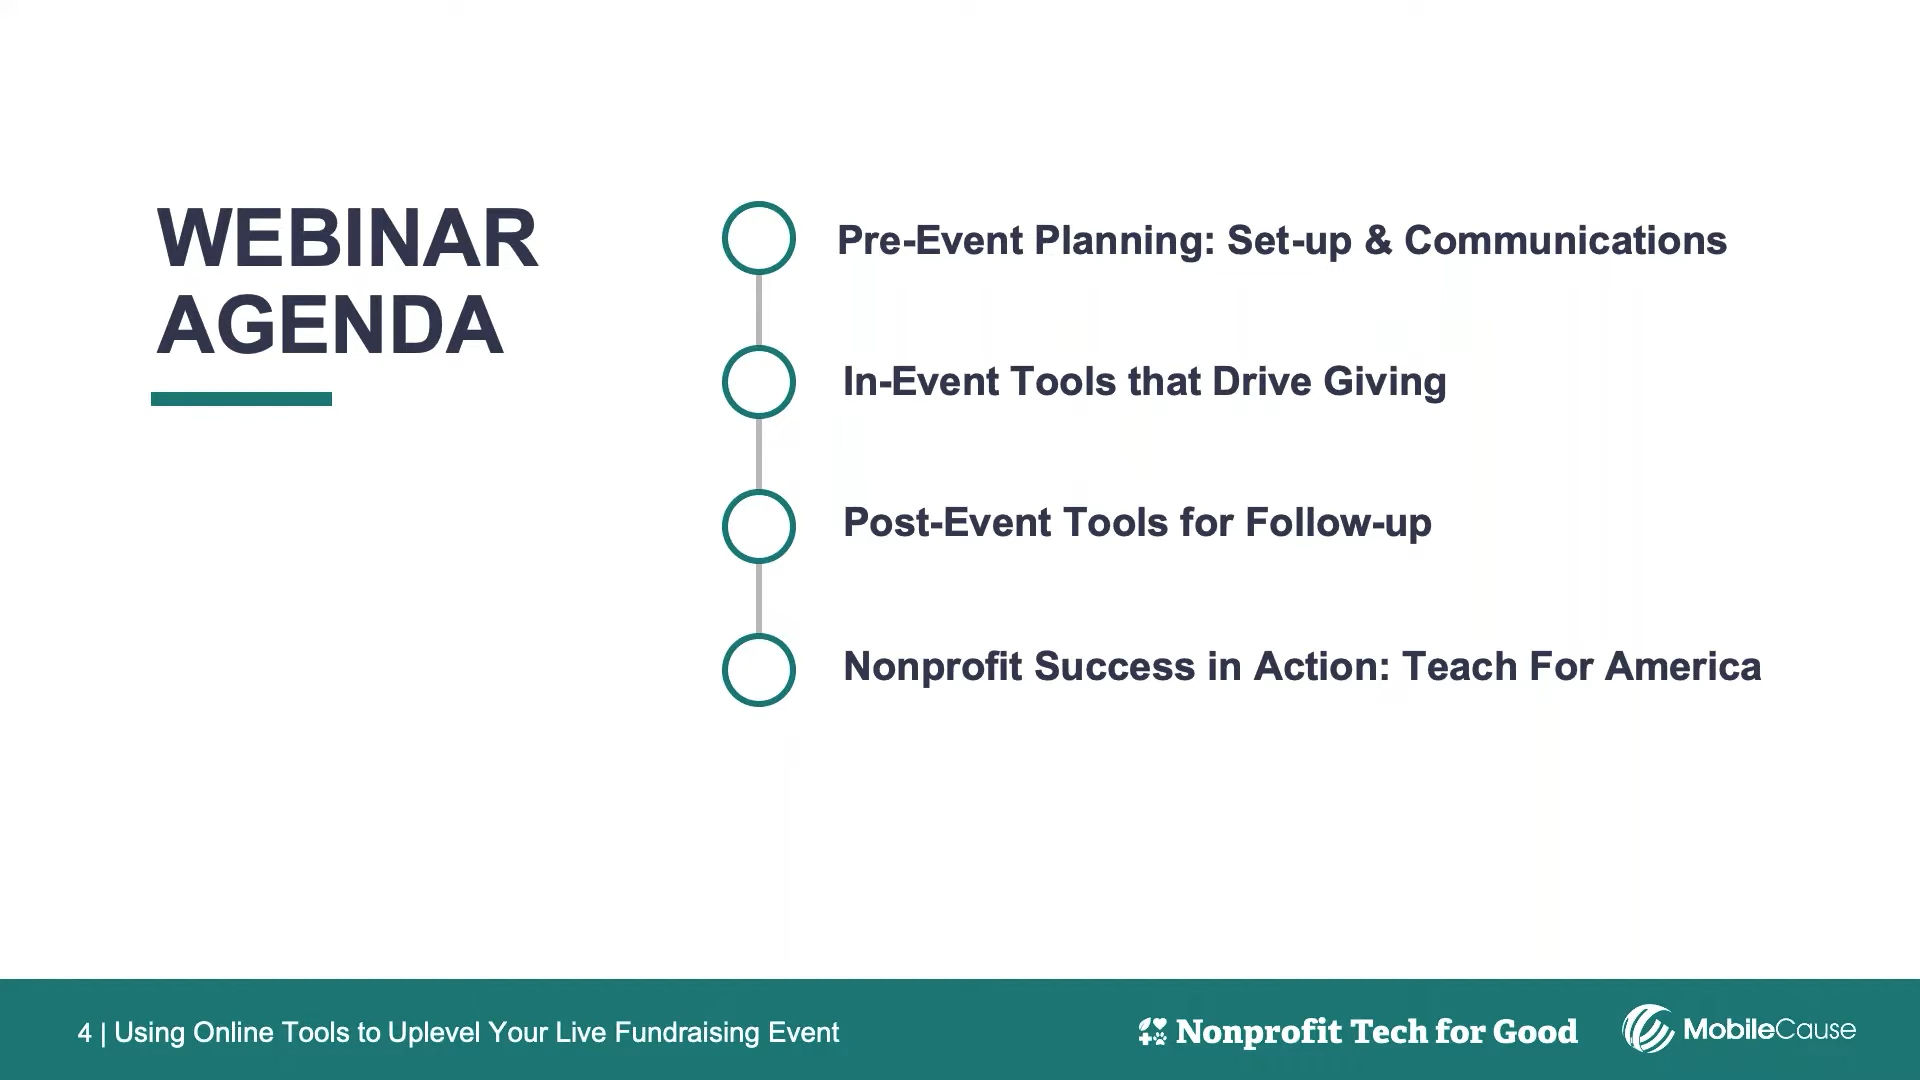 WEBINAR
AGENDA
Pre-Event Planning: Set-up & Communications
In-Event Tools that Drive Giving
Post-Event Tools for Follow-up
Nonprofit Success in Action: Teach For America
4 | Using Online Tools to Uplevel Your Live Fundraising Event
Nonprofit Tech for Good
MobileCause